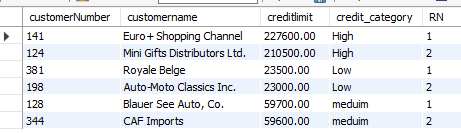 customerNumber customername creditlimit credit_category RN
141 Euro+ Shopping Channel 227600.00 High 1
124 Mini Gifts Distributors Ltd. 210500.00 High 2
381 Royale Belge 23500.00 Low 1
198 Auto-Moto Classics Inc. 23000.00 Low 2
128 Blauer See Auto, Co. 59700.00 meduim 1
344 CAF Imports 59600.00 meduim 2